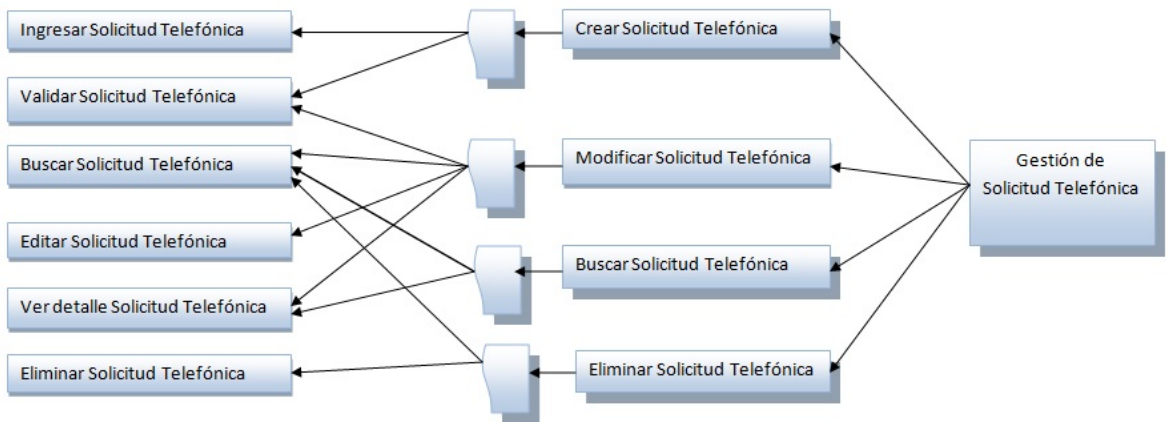 Ingresar Solicitud Telefónica
Validar Solicitud Telefónica
Buscar Solicitud Telefónica
Editar Solicitud Telefónica
Ver detalle Solicitud Telefónica
Eliminar Solicitud Telefónica
Crear Solicitud Telefónica
Modificar Solicitud Telefónica
Buscar Solicitud Telefónica
Eliminar Solicitud Telefónica
Gestión de
Solicitud Telefónica